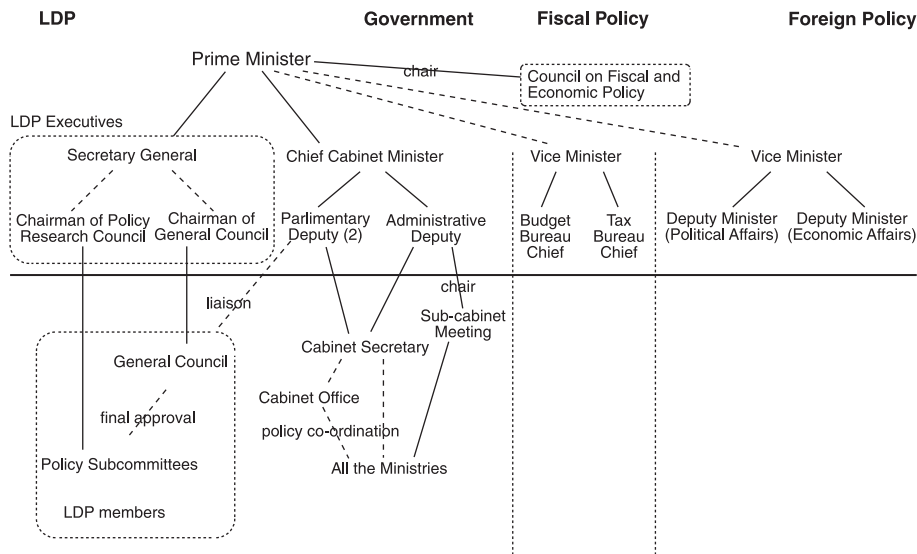 LDP
Government
Fiscal Policy
Foreign Policy
Prime Minister
chair
Council on Fiscal and
Economic Policy
LDP Executives
Secretary General
Chief Cabinet Minister
Vice Minister
Vice Minister
Chairman of Policy
Research Council
Chairman of
General Council
Parlimentary
Deputy (2)
Administrative
Deputy
Budget
Bureau
Chief
Tax
Bureau
Chief
Deputy Minister
(Political Affairs)
Deputy Minister
(Economic Affairs)
liaison
chair
Sub-cabinet
Meeting
General Council
Cabinet Secretary
final approval
Cabinet Office
policy co-ordination
Policy Subcommittees
All the Ministries
LDP members